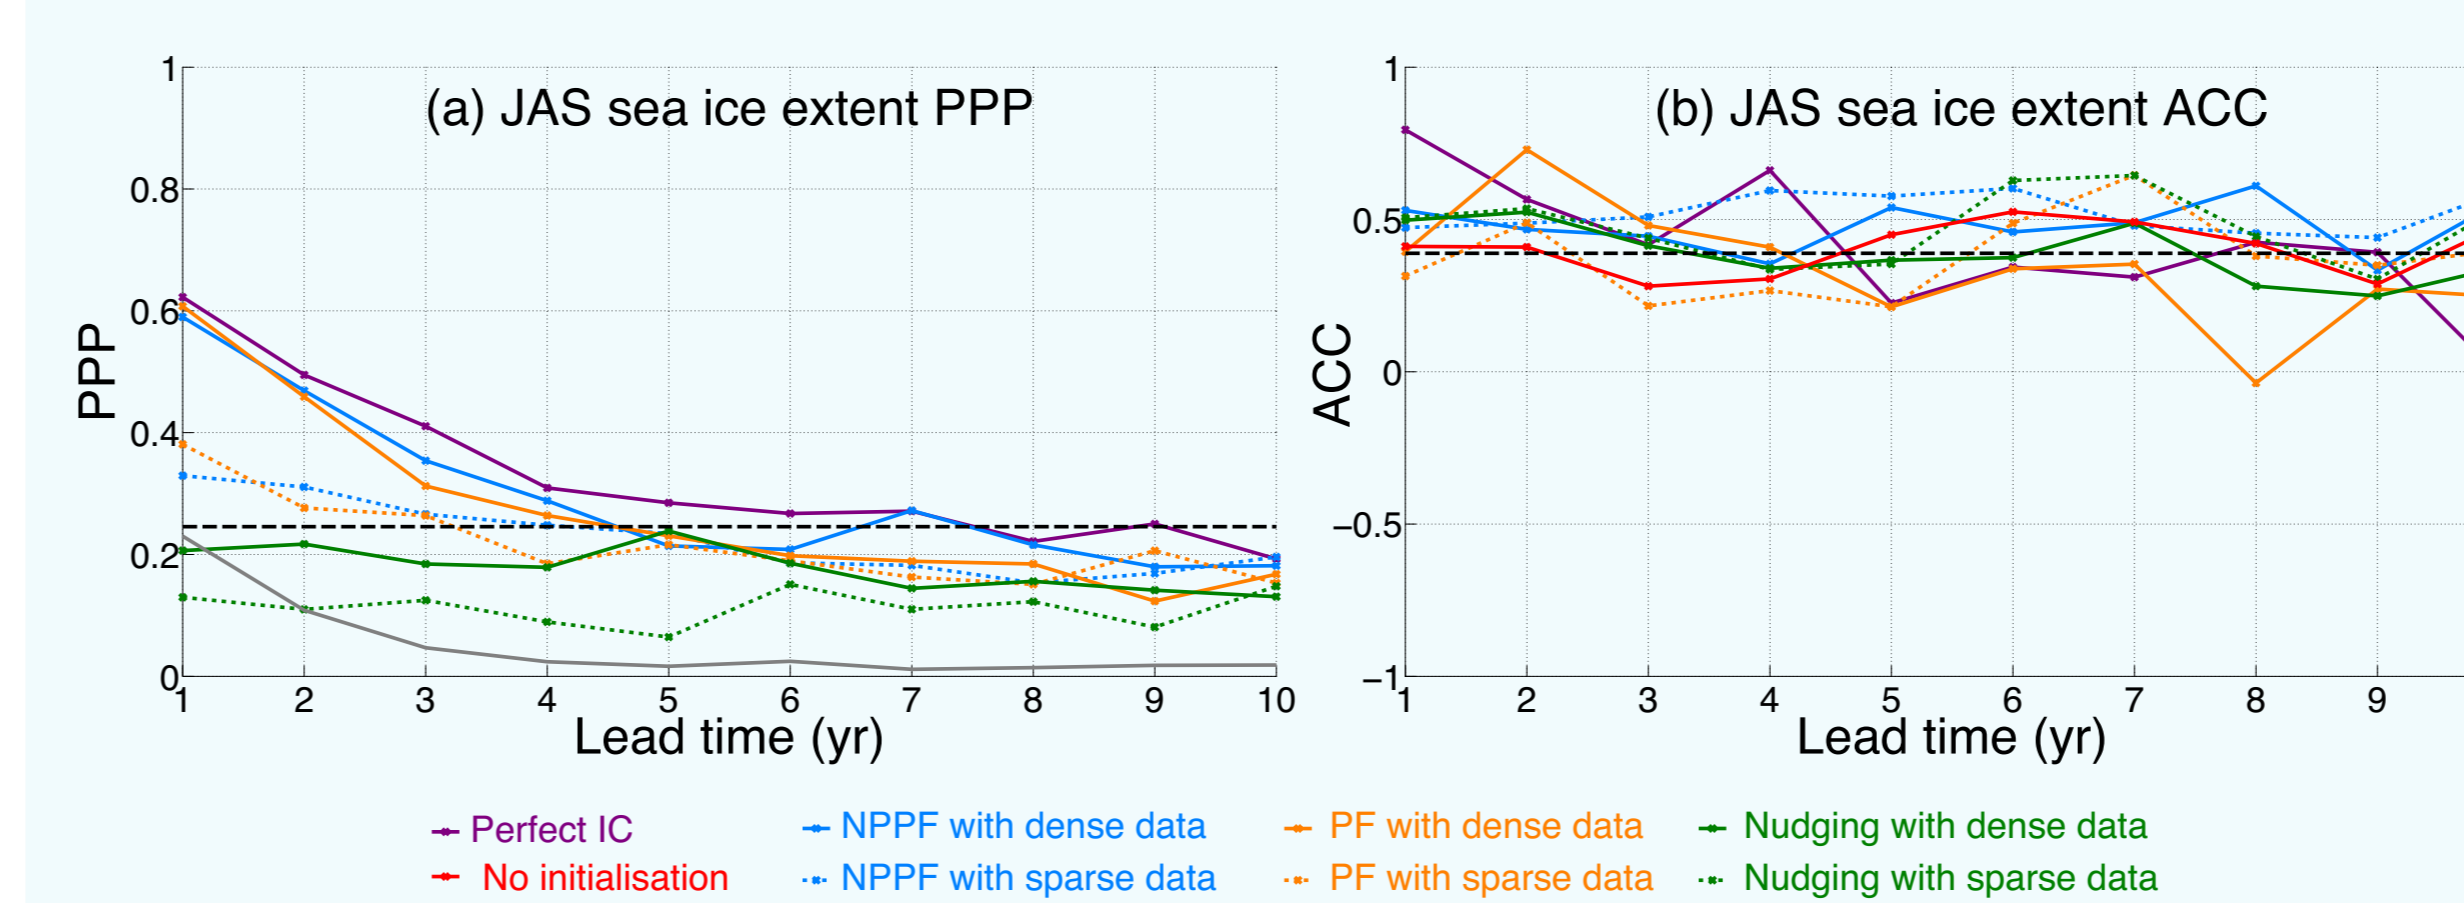 (a) JAS sea ice extent PPP
PPP
1
0.8
0.6
0.4
0.2
0
1 2 3 4 5 6 7 8 9 10
Lead time (yr)
(b) JAS sea ice extent ACC
ACC
1
0.5
0
−0.5
−1
1 2 3 4 5 6 7 8 9
Lead time (yr)
Perfect IC NPPF with dense data PF with dense data Nudging with dense data
No initialisation NPPF with sparse data PF with sparse data Nudging with sparse data